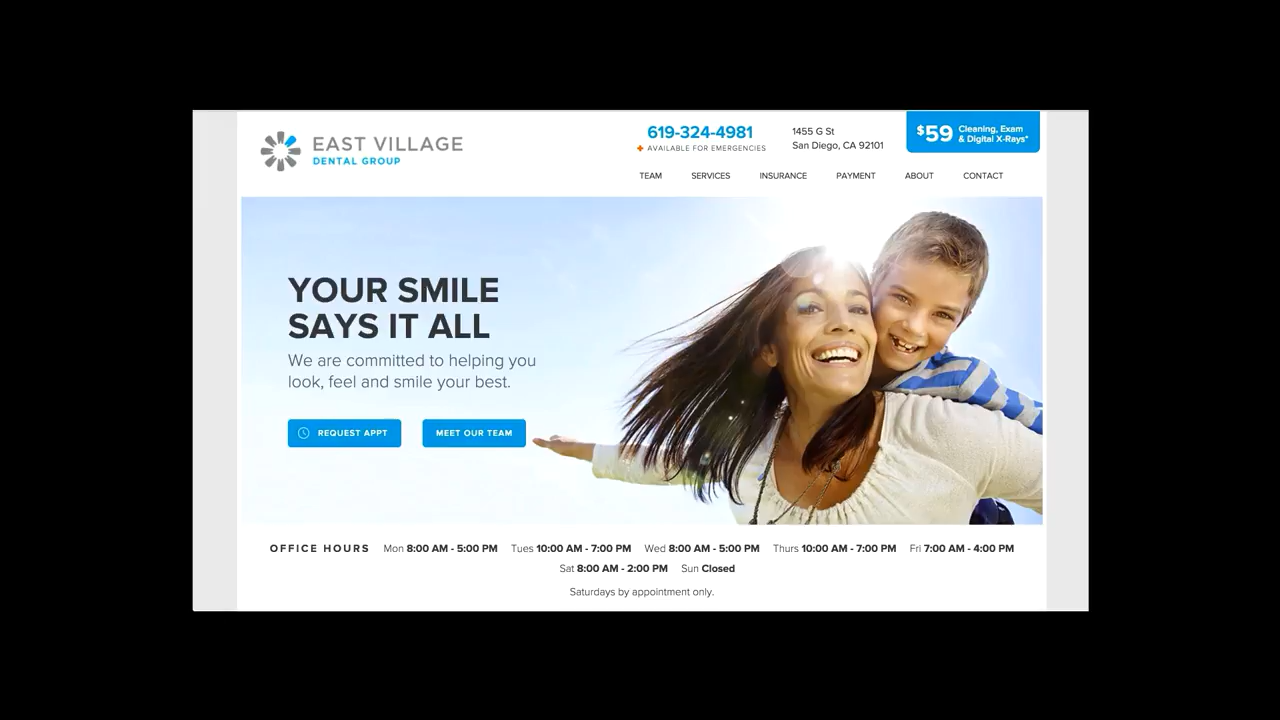 EAST VILLAGE
DENTAL GROUP
619-324-4981
AVAILABLE FOR EMERGENCIES
1455 G St
San Diego, CA 92101
$59 Cleaning, Exam
& Digital X-Rays*
TEAM SERVICES INSURANCE PAYMENT ABOUT CONTACT
YOUR SMILE
SAYS IT ALL
We are committed to helping you
look, feel and smile your best.
REQUEST APPT MEET OUR TEAM
OFFICE HOURS Mon 8:00 AM - 5:00 PM Tues 10:00 AM - 7:00 PM Wed 8:00 AM - 5:00 PM Thurs 10:00 AM - 7:00 PM Fri 7:00 AM - 4:00 PM
Sat 8:00 AM - 2:00 PM Sun Closed
Saturdays by appointment only.